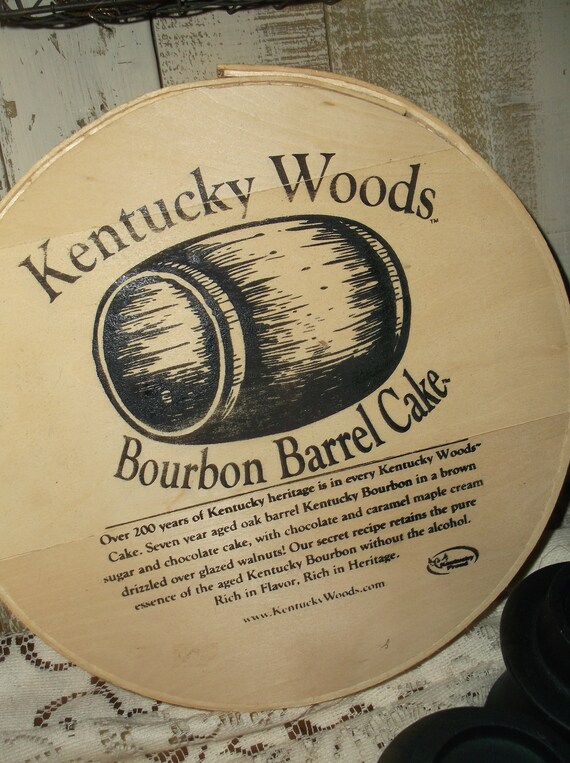 Kentucky Woods™
Bourbon Barrel Cake™
Over 200 years of Kentucky heritage is in every Kentucky Woods™
Cake. Seven year aged oak barrel Kentucky Bourbon in a brown
sugar and chocolate cake, with chocolate and caramel maple cream
drizzled over glazed walnuts! Our secret recipe retains the pure
essence of the aged Kentucky Bourbon without the alcohol.
Rich in Flavor, Rich in Heritage.
www.KentuckyWoods.com